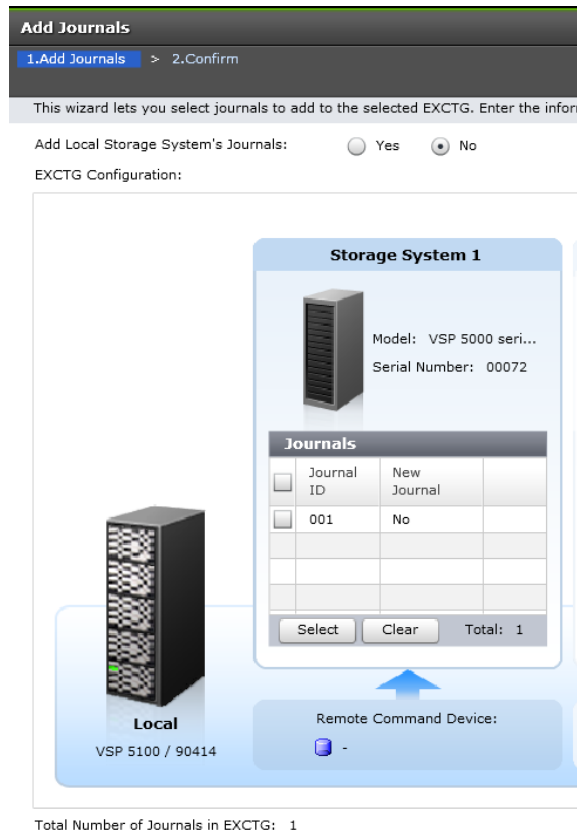 Add Journals
1.Add Journals > 2.Confirm
This wizard lets you select journals to add to the selected EXCTG. Enter the infor
Add Local Storage System's Journals: Yes No
EXCTG Configuration:
Storage System 1
Model: VSP 5000 seri...
Serial Number: 00072
Journals
Journal ID New Journal
001 No
Select Clear Total: 1
Local
VSP 5100 / 90414
Remote Command Device:
-
Total Number of Journals in EXCTG: 1